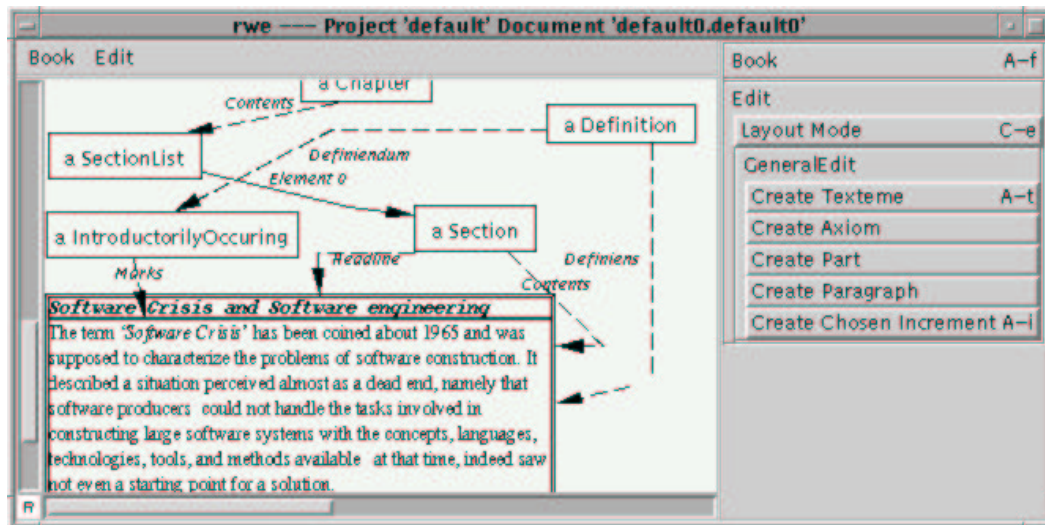 rwe --- Project 'default' Document 'default0.default0'
Book Edit
a Chapter
Contents
a Definition
a SectionList
Definiendum
Element 0
a IntroductorilyOccuring
a Section
Marks
Headline
Definiens
Contents
Software Crisis and Software engineering
The term 'Software Crisis' has been coined about 1965 and was
supposed to characterize the problems of software construction. It
described a situation perceived almost as a dead end, namely that
software producers could not handle the tasks involved in
constructing large software systems with the concepts, languages,
technologies, tools, and methods available at that time, indeed saw
not even a starting point for a solution.
R
Book A-f
Edit
Layout Mode C-e
GeneralEdit
Create Texteme A-t
Create Axiom
Create Part
Create Paragraph
Create Chosen Increment A-i